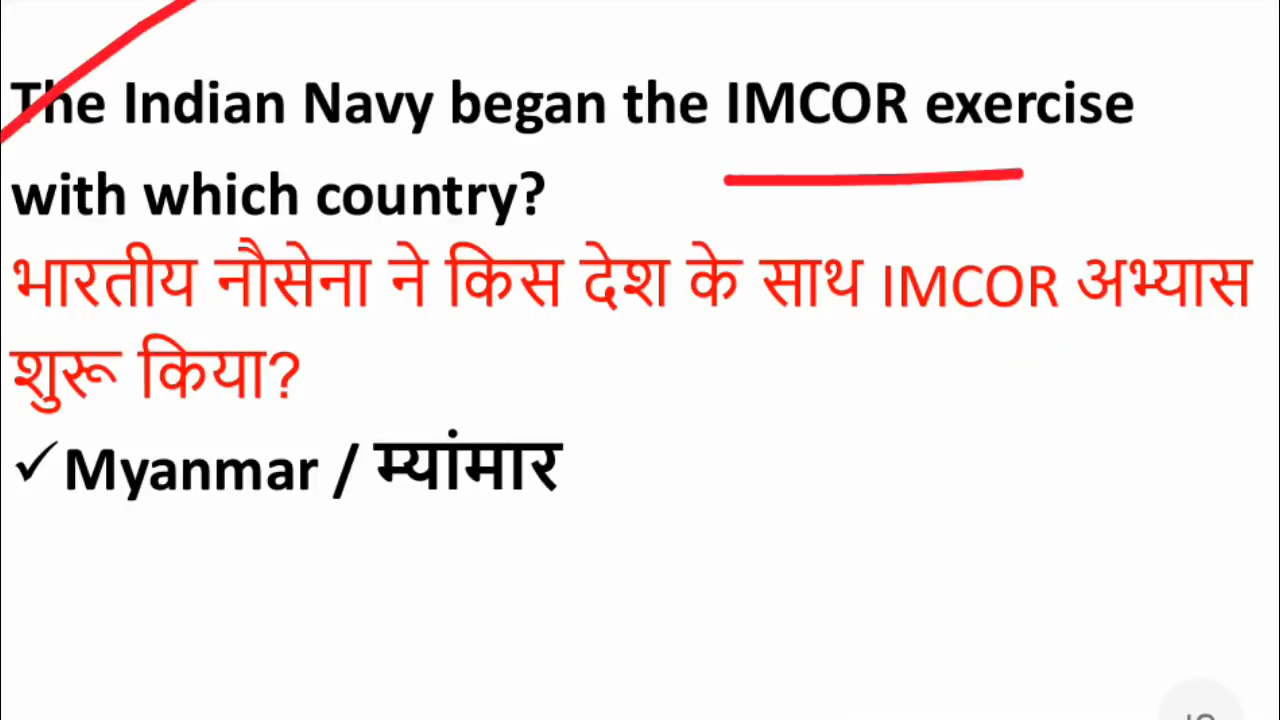 The Indian Navy began the IMCOR exercise
with which country?
भारतीय नौसेना ने किस देश के साथ IMCOR अभ्यास
शुरू किया?
✓Myanmar / म्यांमार